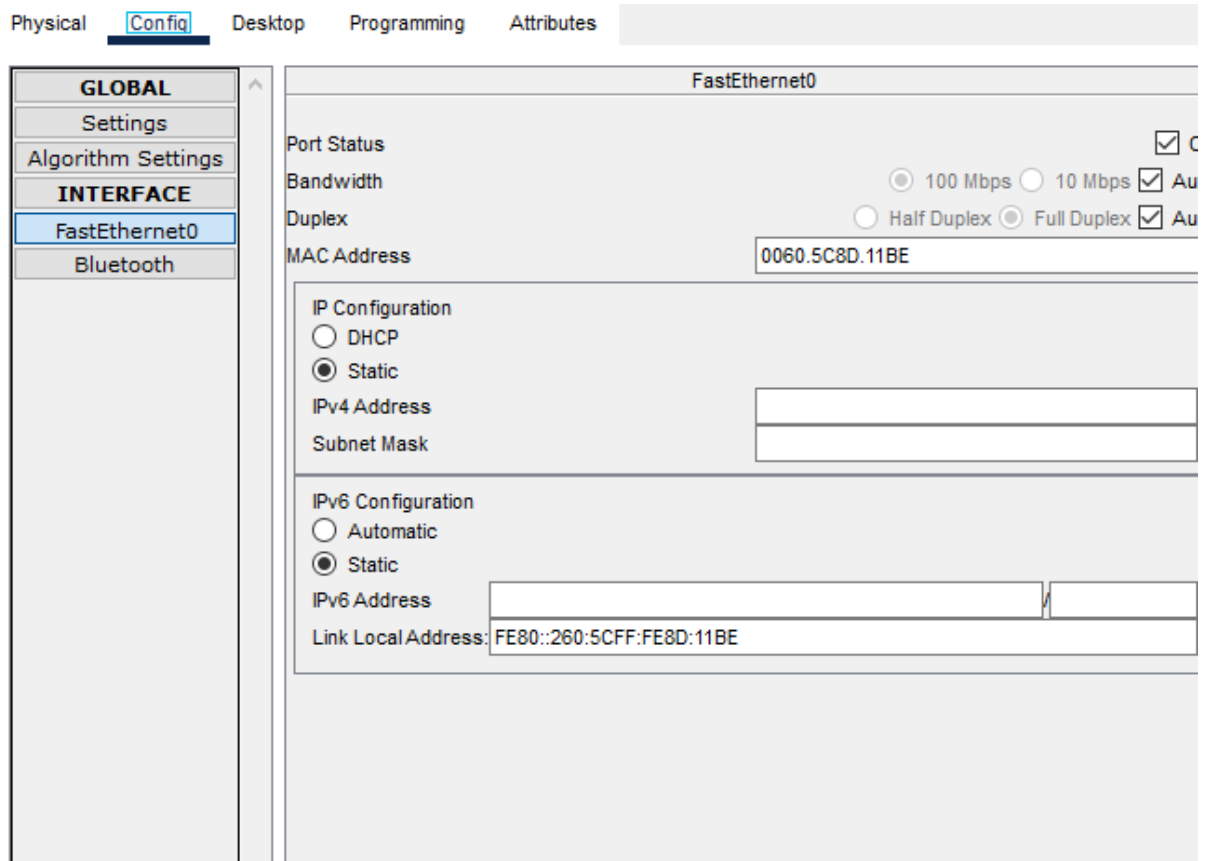 Physical Config Desktop Programming Attributes
GLOBAL
Settings
Algorithm Settings
INTERFACE
FastEthernet0
Bluetooth
FastEthernet0
Port Status
Bandwidth 100 Mbps 10 Mbps Au
Duplex Half Duplex Full Duplex Au
MAC Address 0060.5C8D.11BE
IP Configuration
DHCP
Static
IPv4 Address
Subnet Mask
IPv6 Configuration
Automatic
Static
IPv6 Address /
Link Local Address: FE80::260:5CFF:FE8D:11BE